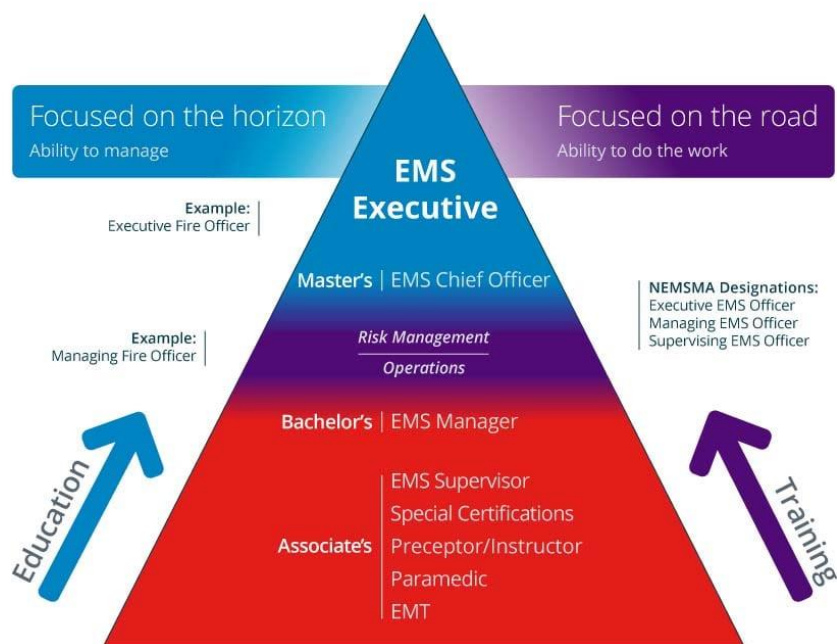 Focused on the horizon
Ability to manage
Focused on the road
Ability to do the work
EMS
Executive
Example:
Executive Fire Officer
Master's | EMS Chief Officer
NEMSMA Designations:
Executive EMS Officer
Managing EMS Officer
Supervising EMS Officer
Example:
Managing Fire Officer
Risk Management
Operations
Bachelor's | EMS Manager
Education
Training
Associate's
EMS Supervisor
Special Certifications
Preceptor/Instructor
Paramedic
EMT